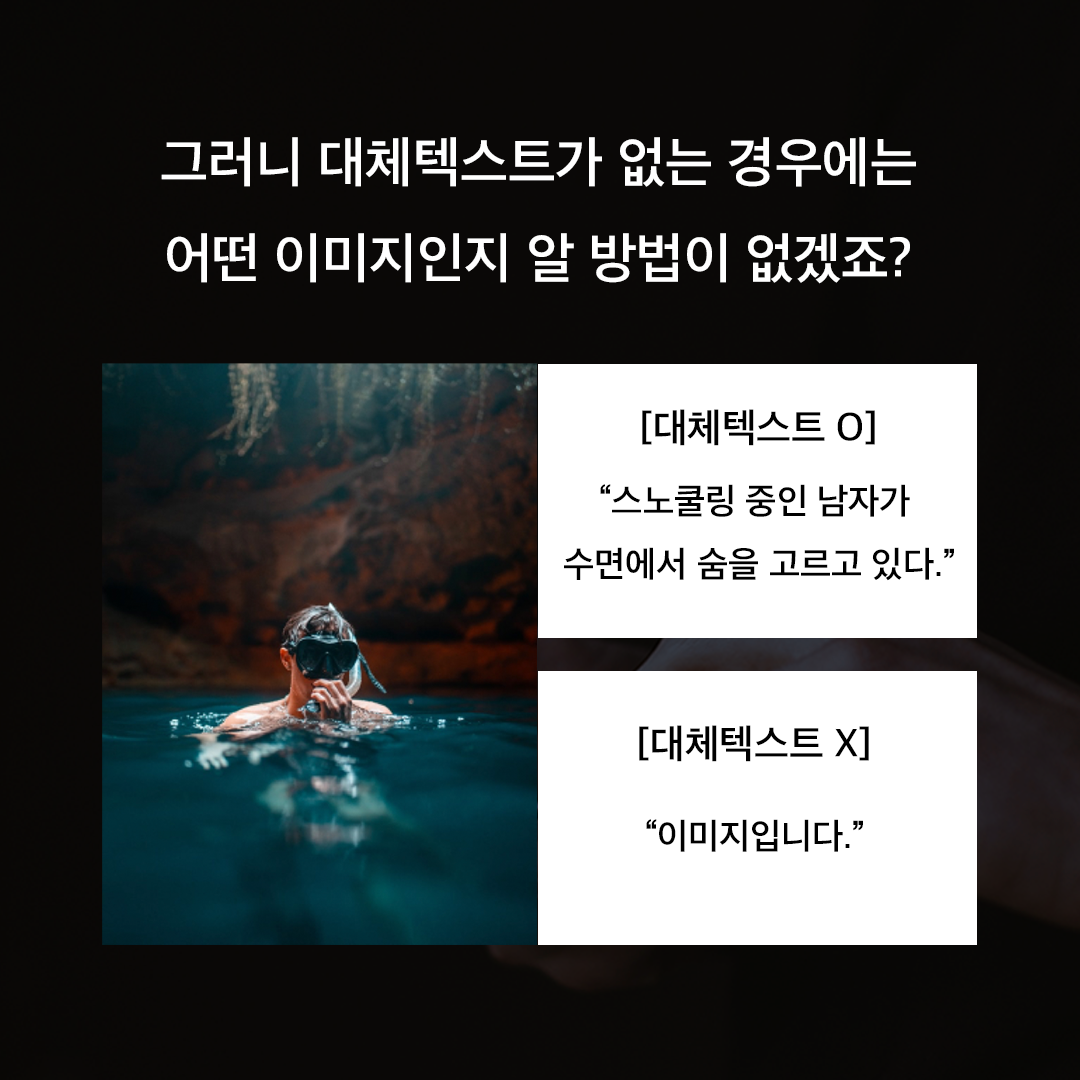 그러니 대체텍스트가 없는 경우에는
어떤 이미지인지 알 방법이 없겠죠?
[대체텍스트 O]
“스노쿨링 중인 남자가
수면에서 숨을 고르고 있다.”
[대체텍스트 X]
“이미지입니다.”